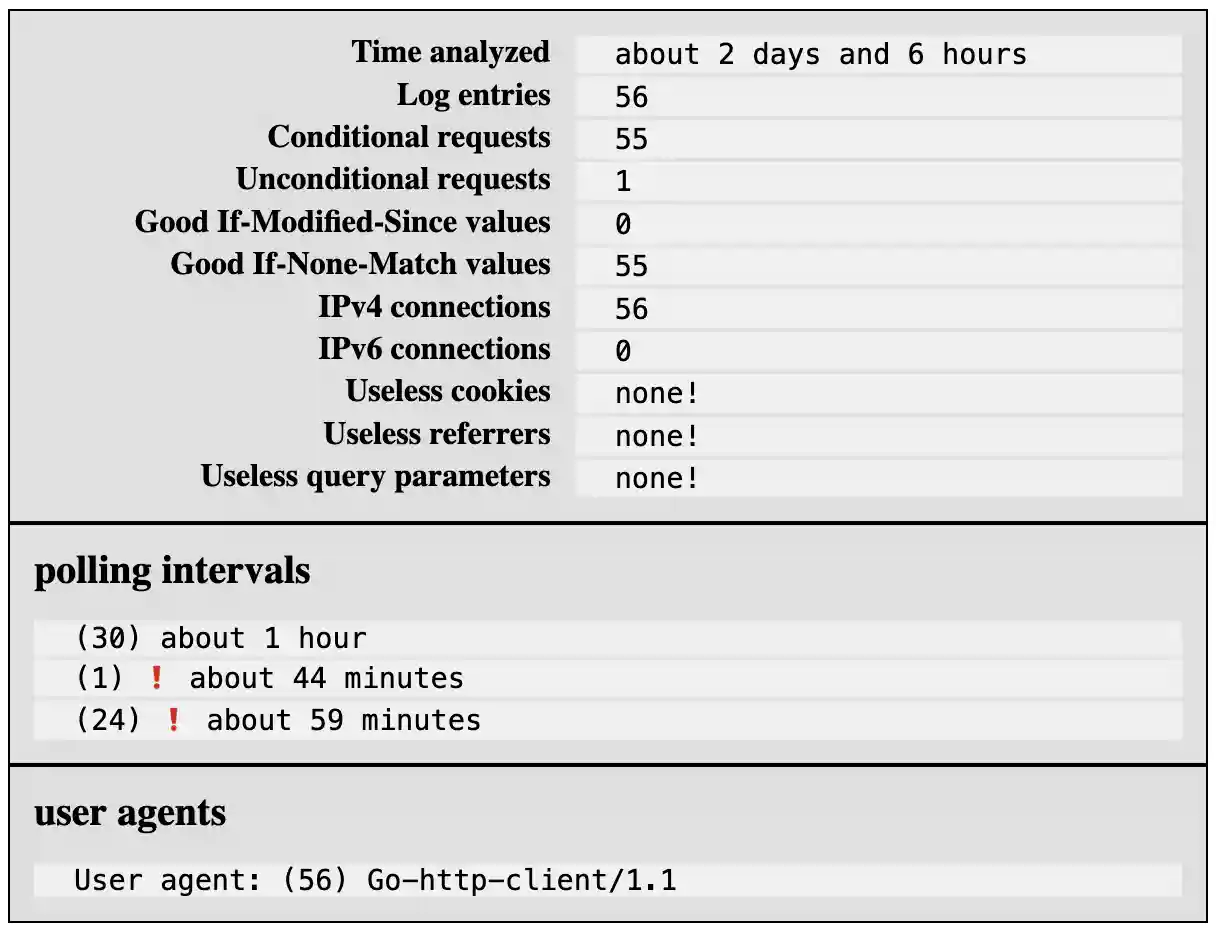 Time analyzed about 2 days and 6 hours
Log entries 56
Conditional requests 55
Unconditional requests 1
Good If-Modified-Since values 0
Good If-None-Match values 55
IPv4 connections 56
IPv6 connections 0
Useless cookies none!
Useless referrers none!
Useless query parameters none!
polling intervals
(30) about 1 hour
(1) ❗ about 44 minutes
(24) ❗ about 59 minutes
user agents
User agent: (56) Go-http-client/1.1